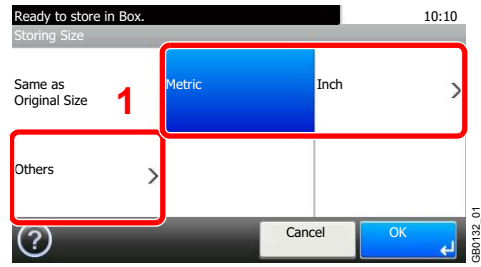 Ready to store in Box. 10:10
Storing Size
Same as
Original Size
1
Metric
Inch
Others
Cancel
OK
GB0132_01